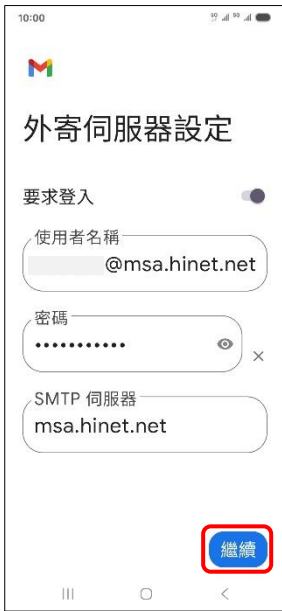 10:00
外寄伺服器設定
要求登入
使用者名稱
@msa.hinet.net
密碼
•••••••••••
SMTP 伺服器
msa.hinet.net
繼續